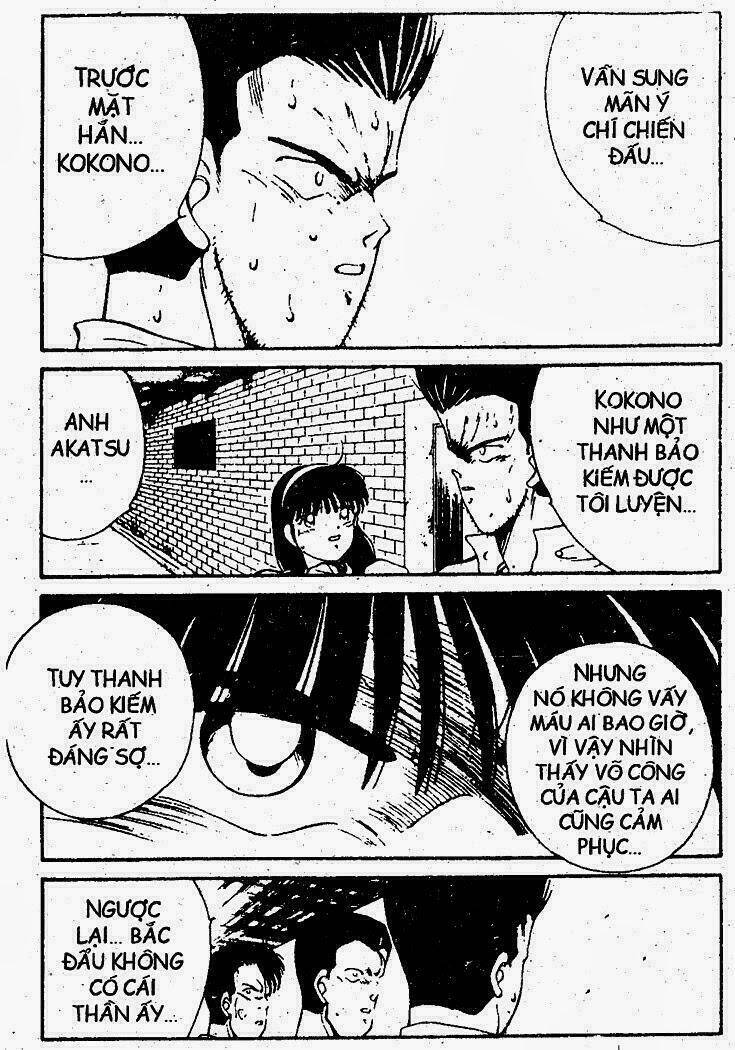 TRƯỚC
MẶT
HẮN...
KOKONO...
VẪN SUNG
MÃN Ý
CHÍ CHIẾN
ĐẤU...
ANH
AKATSU
...
KOKONO
NHƯ MỘT
THANH BẢO
KIẾM ĐƯỢC
TÔI LUYỆN...
TUY THANH
BẢO KIẾM
ẤY RẤT
ĐÁNG SỢ...
NHƯNG
NÓ KHÔNG VẤY
MÁU AI BAO GIỜ,
VÌ VẬY NHÌN
THẤY VÕ CÔNG
CỦA CẬU TA AI
CŨNG CẢM
PHỤC...
NGƯỢC
LẠI... BẮC
ĐẨU KHÔNG
CÓ CÁI
THẦN ẤY...